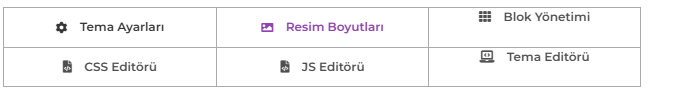 Tema Ayarları
Resim Boyutları
Blok Yönetimi
CSS Editörü
JS Editörü
Tema Editörü